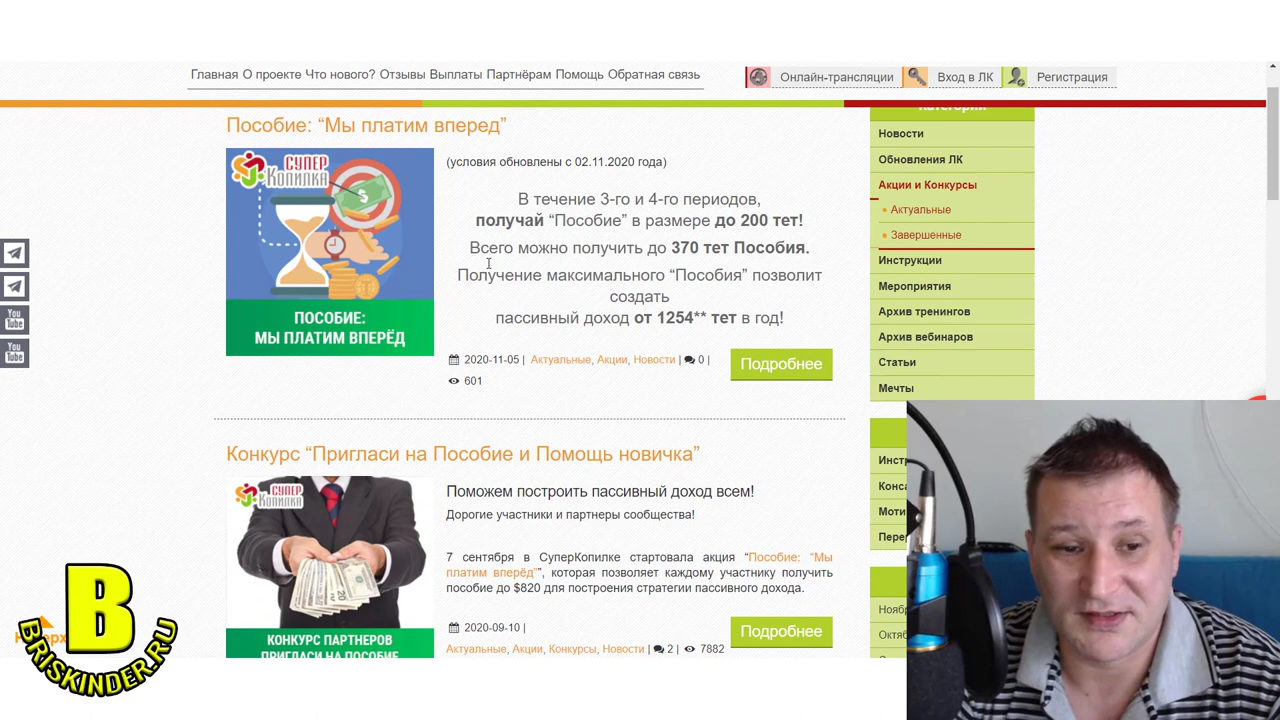 Главная О проекте Что нового? Отзывы Выплаты Партнёрам Помощь Обратная связь
Онлайн-трансляции Вход в ЛК Регистрация
Пособие: “Мы платим вперед”
СУПЕР
КОПИЛКА
ПОСОБИЕ:
МЫ ПЛАТИМ ВПЕРЁД
(условия обновлены с 02.11.2020 года)
В течение 3-го и 4-го периодов,
получай “Пособие” в размере до 200 тет!
Всего можно получить до 370 тет Пособия.
Получение максимального “Пособия” позволит
создать
пассивный доход от 1254** тет в год!
2020-11-05 | Актуальные, Акции, Новости | 0 |
601
Подробнее
Конкурс “Пригласи на Пособие и Помощь новичка”
СУПЕР
КОПИЛКА
КОНКУРС ПАРТНЕРОВ
ПРИГЛАСИ НА ПОСОБИЕ
Поможем построить пассивный доход всем!
Дорогие участники и партнеры сообщества!
7 сентября в СуперКопилке стартовала акция “Пособие: “Мы
платим вперёд””, которая позволяет каждому участнику получить
пособие до $820 для построения стратегии пассивного дохода.
2020-09-10 |
Актуальные, Акции, Конкурсы, Новости | 2 | 7882
Подробнее
Категории
Новости
Обновления ЛК
Акции и Конкурсы
Актуальные
Завершенные
Инструкции
Мероприятия
Архив тренингов
Архив вебинаров
Статьи
Мечты
You
Tube
You
Tube
B
BRISKINDER.RU